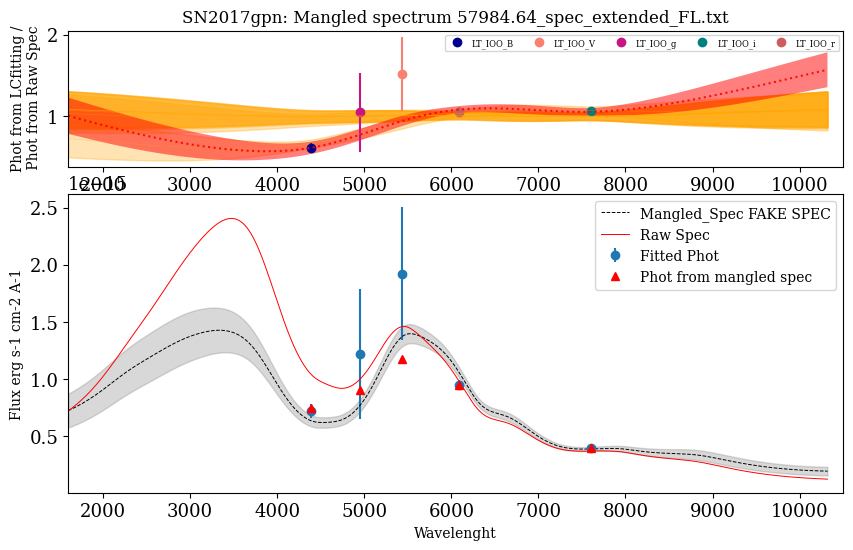 SN2017gpn: Mangled spectrum 57984.64_spec_extended_FL.txt
Phot from LCfitting /
Phot from Raw Spec
2
1
LT_IOO_B LT_IOO_V LT_IOO_g LT_IOO_i LT_IOO_r
2000 3000 4000 5000 6000 7000 8000 9000 10000
1e−15
Flux erg s-1 cm-2 A-1
2.5
2.0
1.5
1.0
0.5
Mangled_Spec FAKE SPEC
Raw Spec
Fitted Phot
Phot from mangled spec
2000 3000 4000 5000 6000 7000 8000 9000 10000
Wavelenght